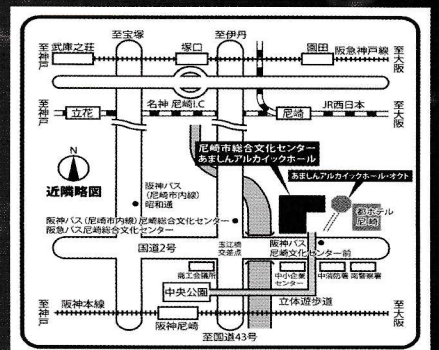 至宝塚
至伊丹
至神戸
武庫之荘
塚口
園田
阪急神戸線
至大阪
至神戸
立花
名神 尼崎I.C
尼崎
JR西日本
至大阪
尼崎市総合文化センター
あましんアルカイックホール
あましんアルカイックホール・オクト
N
近隣略図
都ホテル
尼崎
阪神バス
(尼崎市内線)
昭和通
阪神バス(尼崎市内線)尼崎総合文化センター
阪急バス尼崎総合文化センター
国道2号
玉江橋
交差点
阪神バス
尼崎文化センター前
商工会議所
中小企業
センター
中消防署
南警察署
中央公園
立体遊歩道
至神戸
阪神本線
阪神尼崎
至大阪
至国道43号